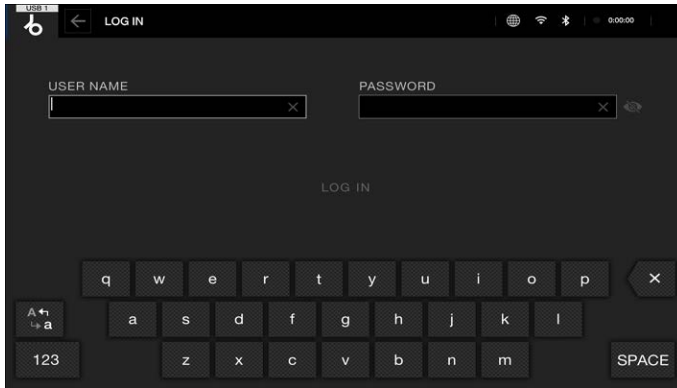 USB 1
LOG IN
0:00:00
USER NAME
PASSWORD
LOG IN
q w e r t y u i o p
A a
a s d f g h j k l
123
z x c v b n m
SPACE